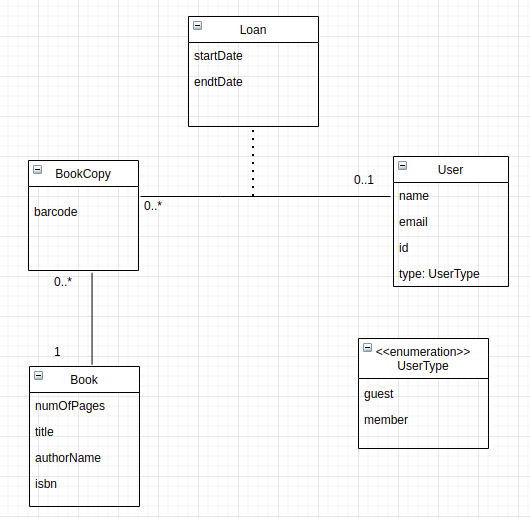 Loan
startDate
endtDate
BookCopy
barcode
User
name
email
id
type: UserType
0..1
0..*
0..*
1
Book
numOfPages
title
authorName
isbn
<<enumeration>>
UserType
guest
member